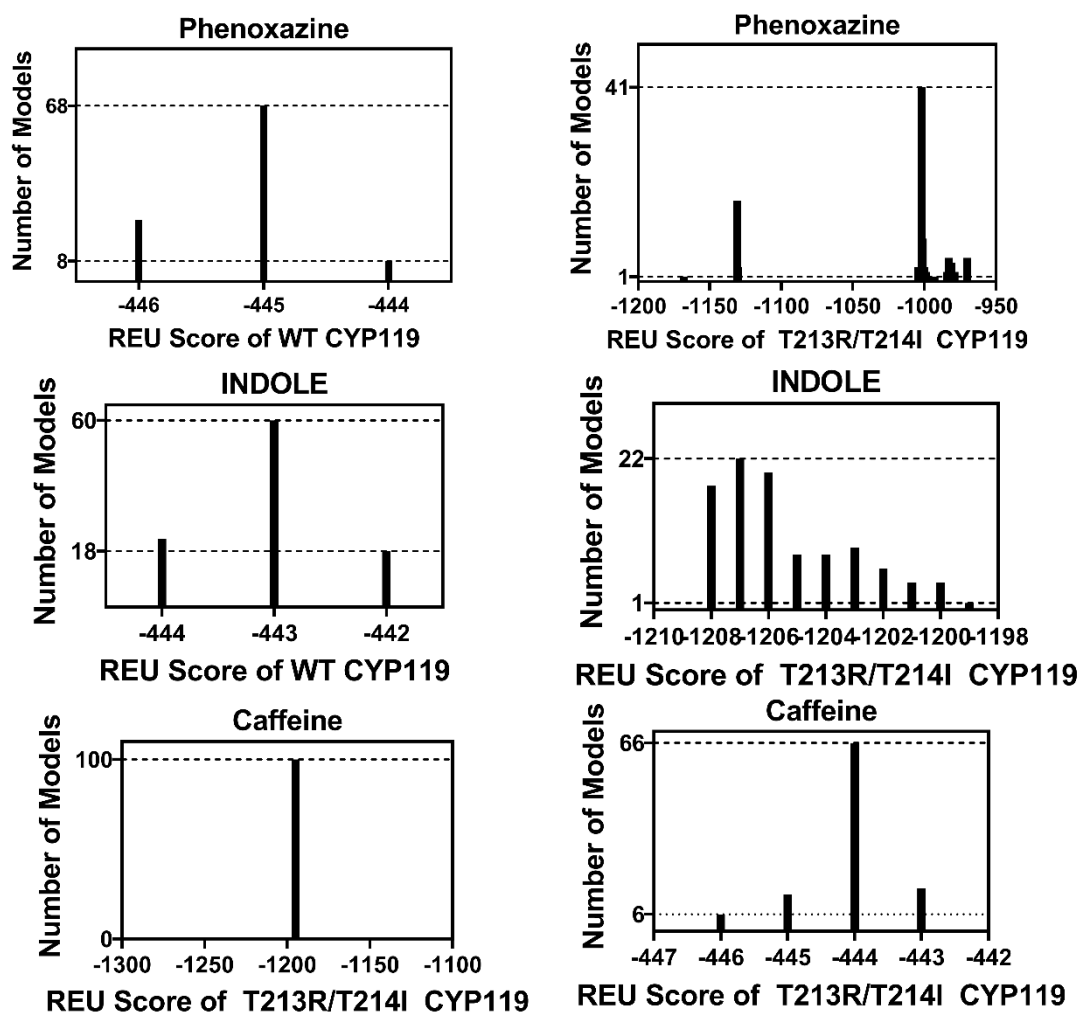 Phenoxazine
Number of Models
68
8
-446 -445 -444
REU Score of WT CYP119
Phenoxazine
Number of Models
41
1
-1200 -1150 -1100 -1050 -1000 -950
REU Score of T213R/T214I CYP119
INDOLE
Number of Models
60
18
-444 -443 -442
REU Score of WT CYP119
INDOLE
Number of Models
22
1
-1210 -1208 -1206 -1204 -1202 -1200 -1198
REU Score of T213R/T214I CYP119
Caffeine
Number of Models
100
0
-1300 -1250 -1200 -1150 -1100
REU Score of T213R/T214I CYP119
Caffeine
Number of Models
66
6
-447 -446 -445 -444 -443 -442
REU Score of T213R/T214I CYP119